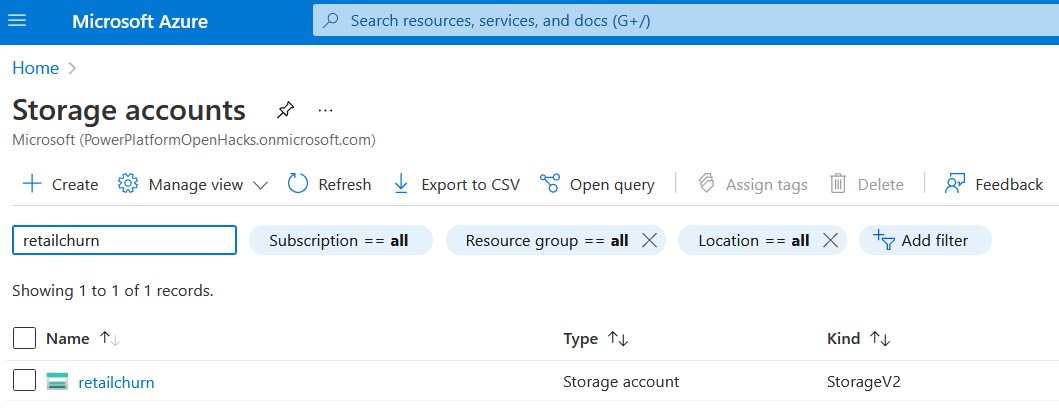 Microsoft Azure Search resources, services, and docs (G+/)
Home >
Storage accounts ...
Microsoft (PowerPlatformOpenHacks.onmicrosoft.com)
Create Manage view Refresh Export to CSV Open query Assign tags Delete Feedback
retailchurn Subscription == all Resource group == all Location == all Add filter
Showing 1 to 1 of 1 records.
Name Type Kind
retailchurn Storage account StorageV2